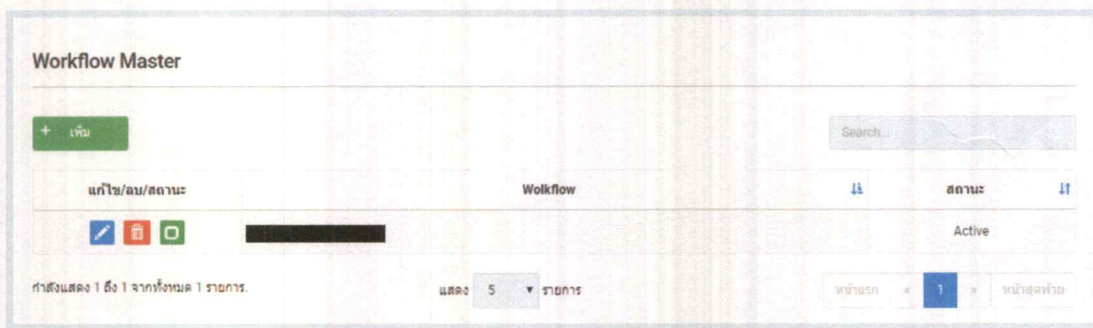 Workflow Master
+ เพิ่ม
Search...
แก้ไข/ลบ/สถานะ Wolkflow สถานะ
Active
กำลังแสดง 1 ถึง 1 จากทั้งหมด 1 รายการ. แสดง 5 รายการ หน้าแรก « 1 » หน้าสุดท้าย